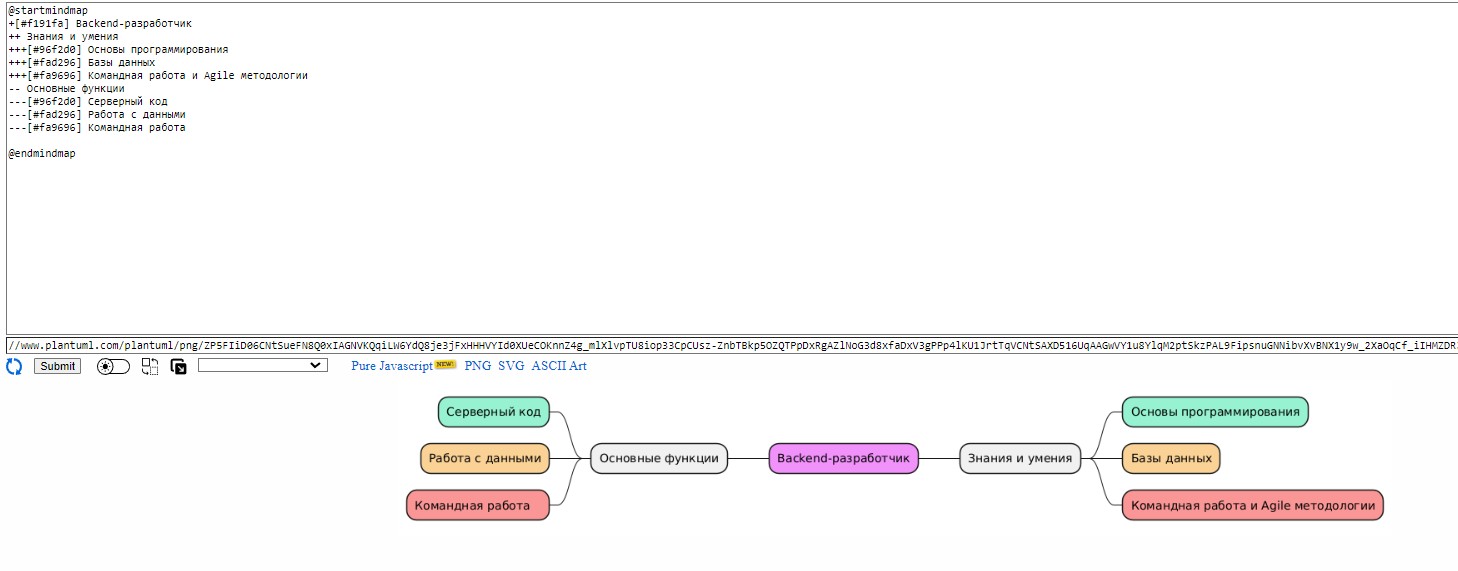 @startmindmap
+[#f191fa] Backend-разработчик
++ Знания и умения
+++[#96f2d0] Основы программирования
+++[#fad296] Базы данных
+++[#fa9696] Командная работа и Agile методологии
-- Основные функции
---[#96f2d0] Серверный код
---[#fad296] Работа с данными
---[#fa9696] Командная работа
@endmindmap
//www.plantuml.com/plantuml/png/
Submit
Pure Javascript NEW! PNG SVG ASCII Art
Серверный код
Основы программирования
Работа с данными
Основные функции
Backend-разработчик
Знания и умения
Базы данных
Командная работа
Командная работа и Agile методологии